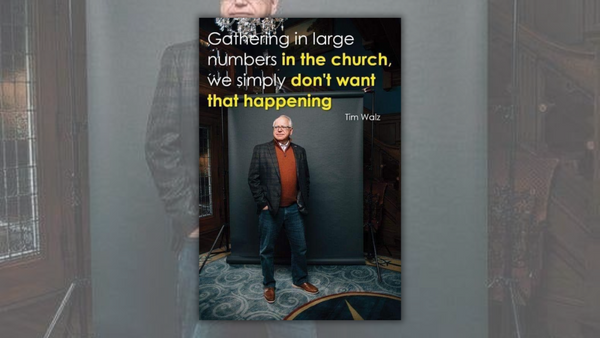 Gathering in large
numbers in the church,
we simply don't want
that happening
Tim Walz